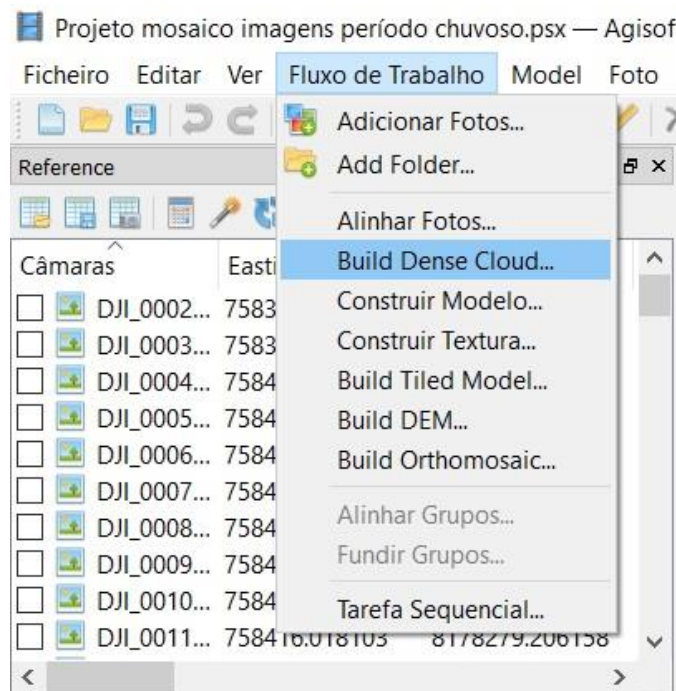 Projeto mosaico imagens período chuvoso.psx — Agisof
Ficheiro Editar Ver Fluxo de Trabalho Model Foto
Adicionar Fotos...
Reference
Add Folder...
Alinhar Fotos...
Câmaras Easti
Build Dense Cloud...
DJI_0002... 7583
Construir Modelo...
DJI_0003... 7583
Construir Textura...
DJI_0004... 7584
Build Tiled Model...
DJI_0005... 7584
Build DEM...
DJI_0006... 7584
Build Orthomosaic...
DJI_0007... 7584
Alinhar Grupos...
DJI_0008... 7584
Fundir Grupos...
DJI_0009... 7584
DJI_0010... 7584
Tarefa Sequencial...
DJI_0011... 758416.018103 8178279.206158